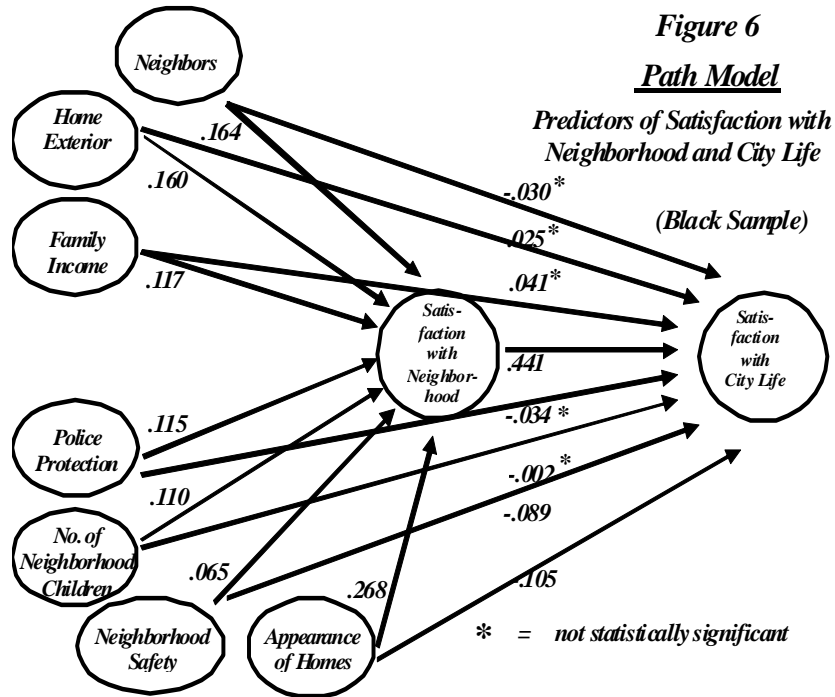 Figure 6
Path Model
Predictors of Satisfaction with
Neighborhood and City Life
(Black Sample)
Neighbors
Home
Exterior
.164
.160
-.030*
.025*
Family
Income
.117
.041*
Satis-
faction
with
Neighbor-
hood
.441
Satis-
faction
with
City Life
.115
-.034*
Police
Protection
.110
-.002*
-.089
No. of
Neighborhood
Children
.065
.268
-.105
Neighborhood
Safety
Appearance
of Homes
* = not statistically significant